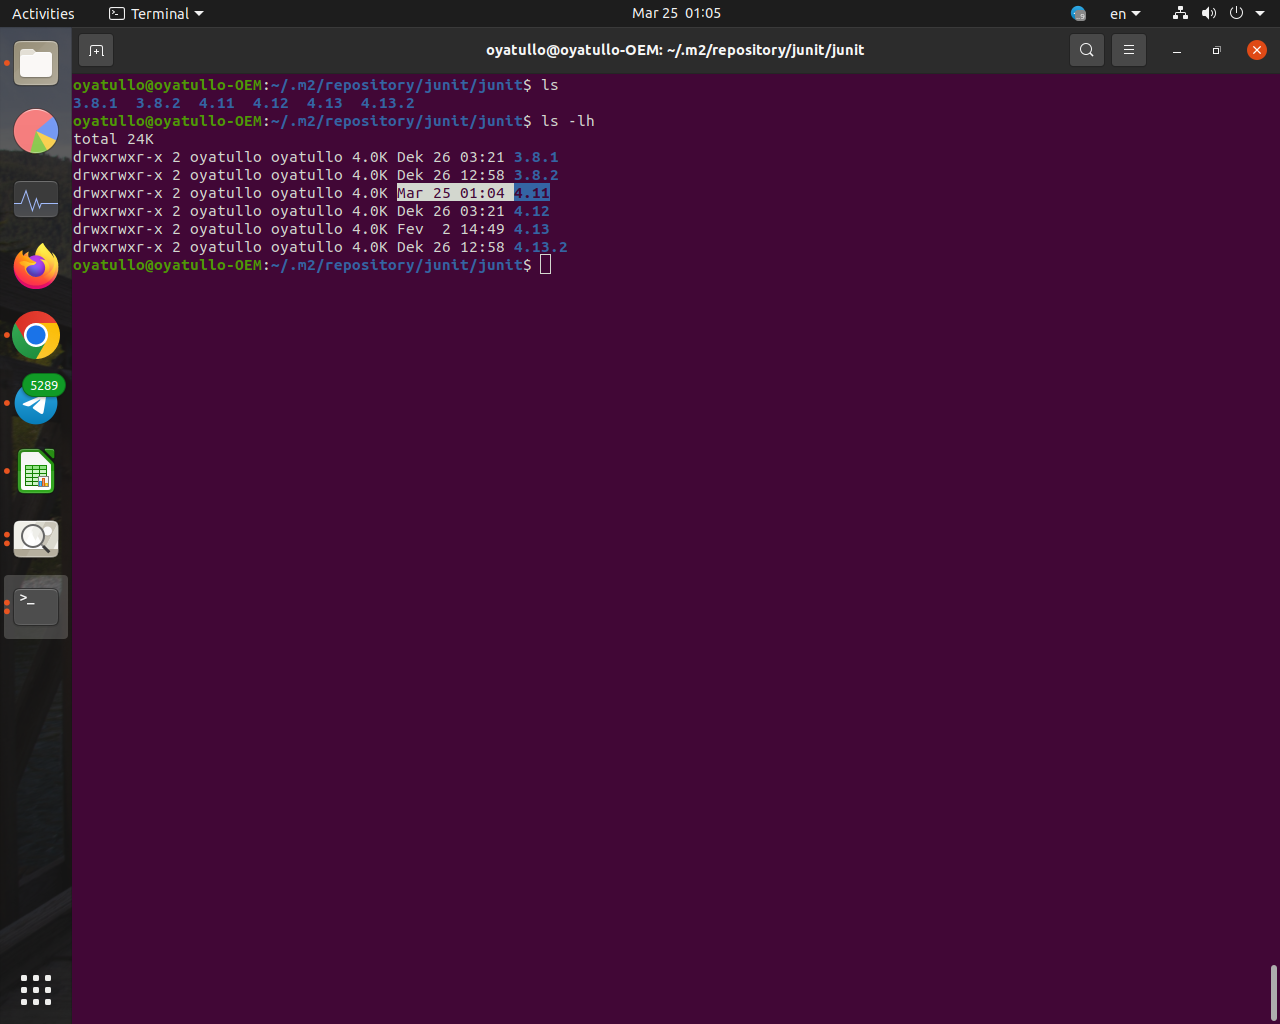 Activities Terminal Mar 25 01:05 en
oyatullo@oyatullo-OEM: ~/.m2/repository/junit/junit
oyatullo@oyatullo-OEM:~/.m2/repository/junit/junit$ ls
3.8.1  3.8.2  4.11  4.12  4.13  4.13.2
oyatullo@oyatullo-OEM:~/.m2/repository/junit/junit$ ls -lh
total 24K
drwxrwxr-x 2 oyatullo oyatullo 4.0K Dek 26 03:21 3.8.1
drwxrwxr-x 2 oyatullo oyatullo 4.0K Dek 26 12:58 3.8.2
drwxrwxr-x 2 oyatullo oyatullo 4.0K Mar 25 01:04 4.11
drwxrwxr-x 2 oyatullo oyatullo 4.0K Dek 26 03:21 4.12
drwxrwxr-x 2 oyatullo oyatullo 4.0K Fev  2 14:49 4.13
drwxrwxr-x 2 oyatullo oyatullo 4.0K Dek 26 12:58 4.13.2
oyatullo@oyatullo-OEM:~/.m2/repository/junit/junit$
5289
>_